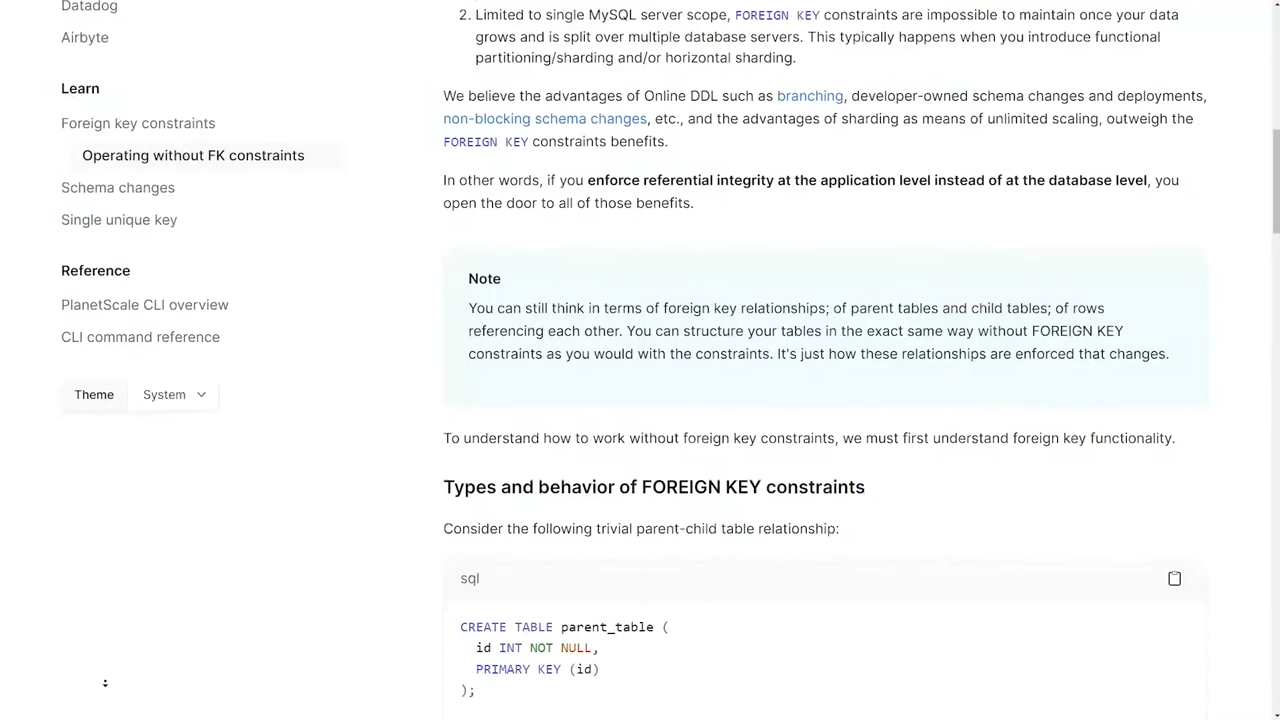 Datadog
Airbyte
Learn
Foreign key constraints
Operating without FK constraints
Schema changes
Single unique key
Reference
PlanetScale CLI overview
CLI command reference
Theme
System
2. Limited to single MySQL server scope, FOREIGN KEY constraints are impossible to maintain once your data
grows and is split over multiple database servers. This typically happens when you introduce functional
partitioning/sharding and/or horizontal sharding.
We believe the advantages of Online DDL such as branching, developer-owned schema changes and deployments,
non-blocking schema changes, etc., and the advantages of sharding as means of unlimited scaling, outweigh the
FOREIGN KEY constraints benefits.
In other words, if you enforce referential integrity at the application level instead of at the database level, you
open the door to all of those benefits.
Note
You can still think in terms of foreign key relationships; of parent tables and child tables; of rows
referencing each other. You can structure your tables in the exact same way without FOREIGN KEY
constraints as you would with the constraints. It's just how these relationships are enforced that changes.
To understand how to work without foreign key constraints, we must first understand foreign key functionality.
Types and behavior of FOREIGN KEY constraints
Consider the following trivial parent-child table relationship:
sql
CREATE TABLE parent_table (
id INT NOT NULL,
PRIMARY KEY (id)
);